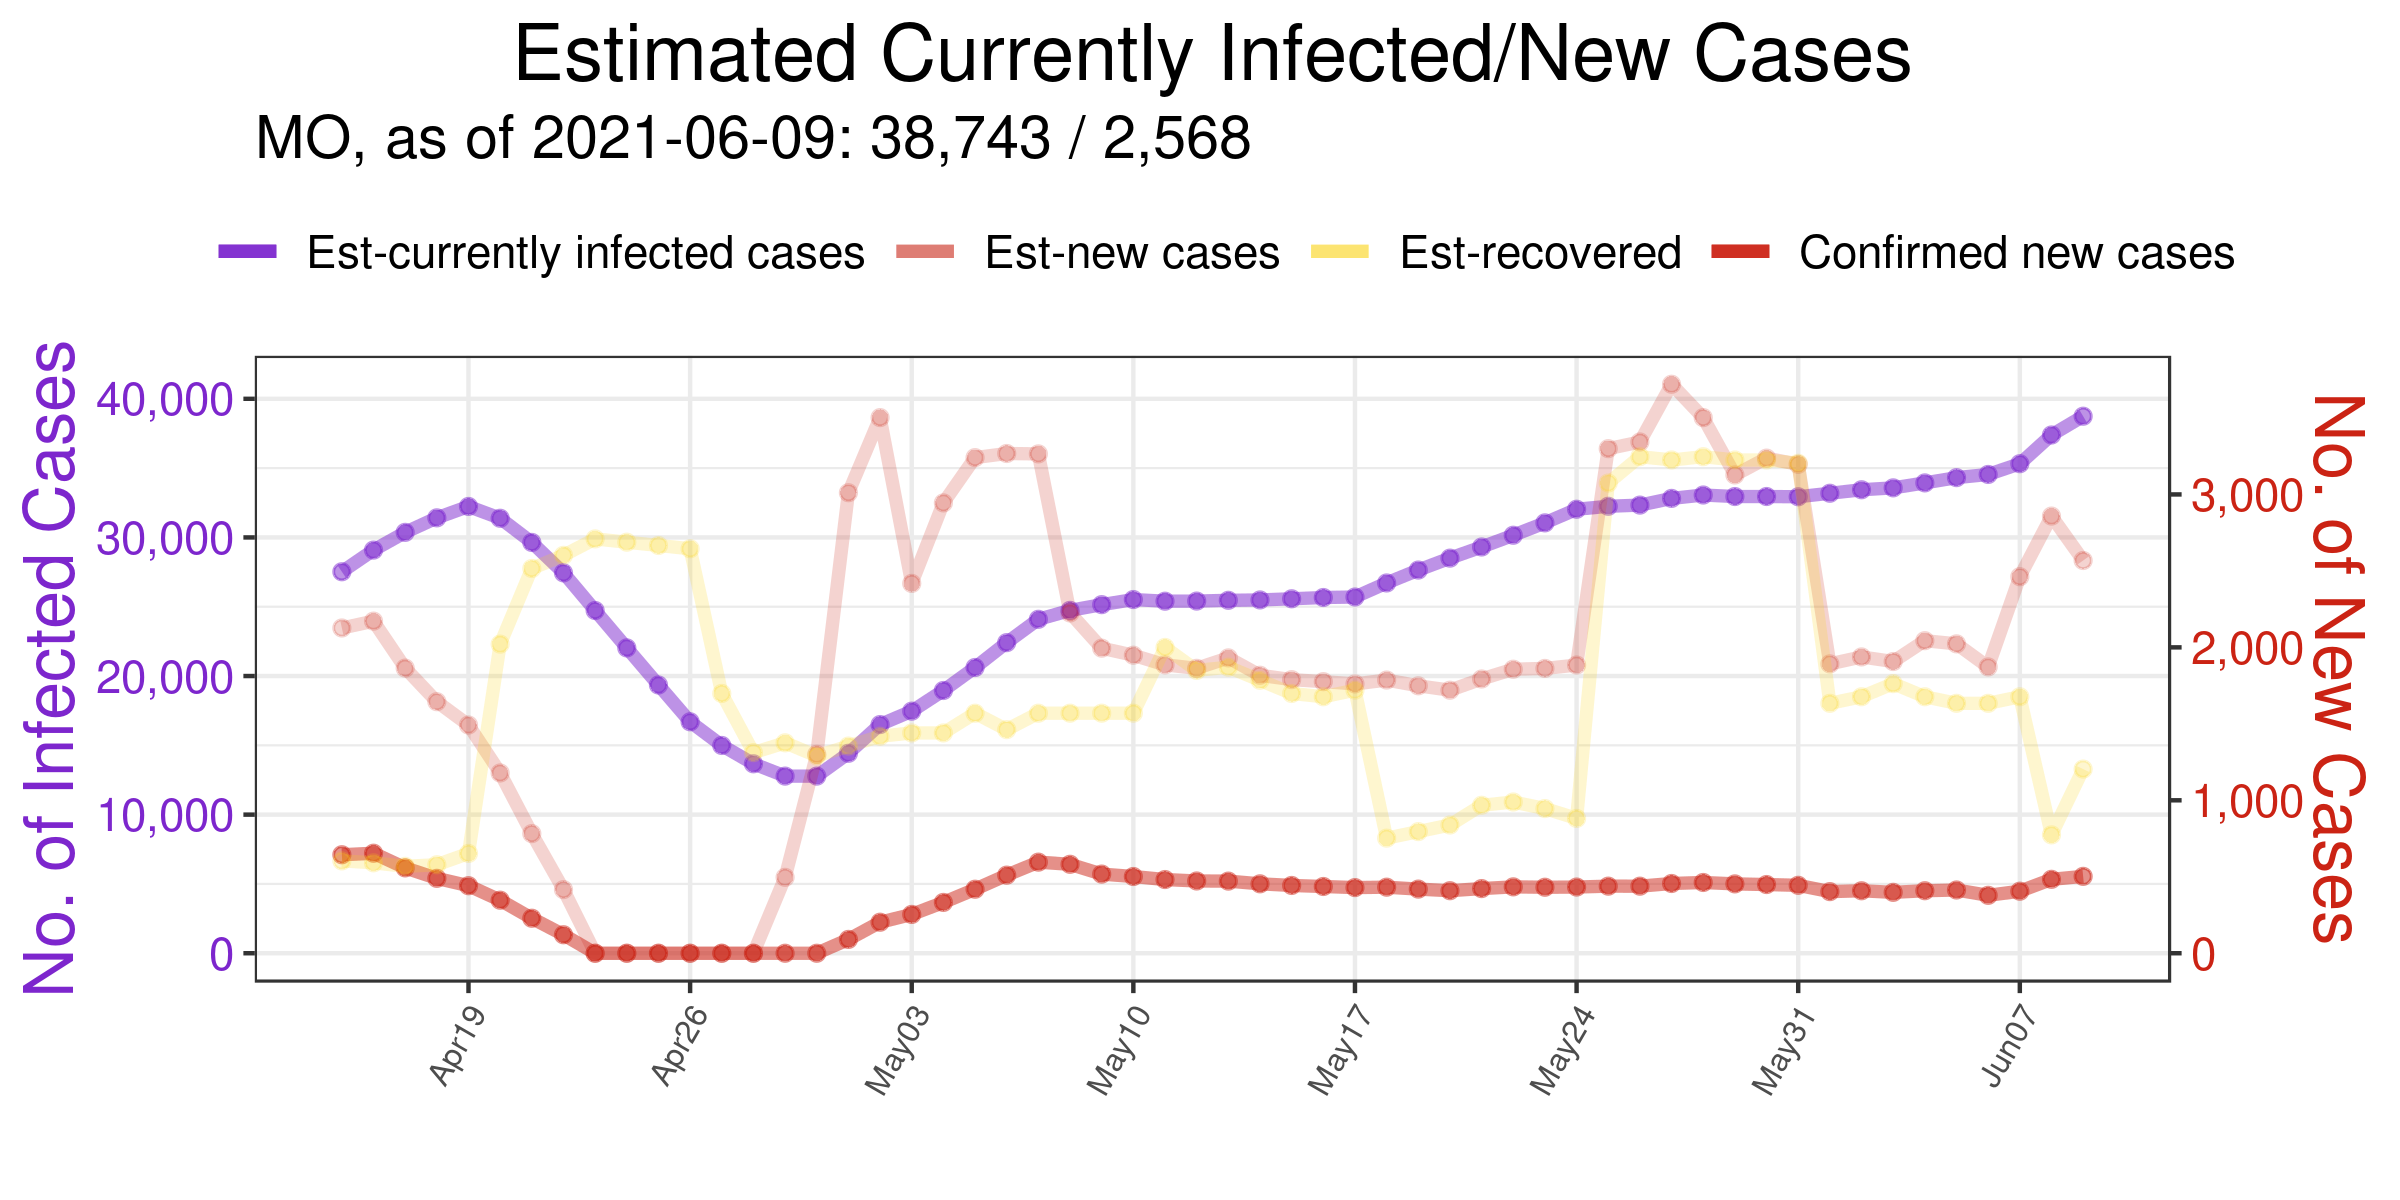 Estimated Currently Infected/New Cases
MO, as of 2021-06-09: 38,743 / 2,568
Est-currently infected cases Est-new cases Est-recovered Confirmed new cases
No. of Infected Cases
40,000
30,000
20,000
10,000
0
3,000
2,000
1,000
0
No. of New Cases
Apr19 Apr26 May03 May10 May17 May24 May31 Jun07